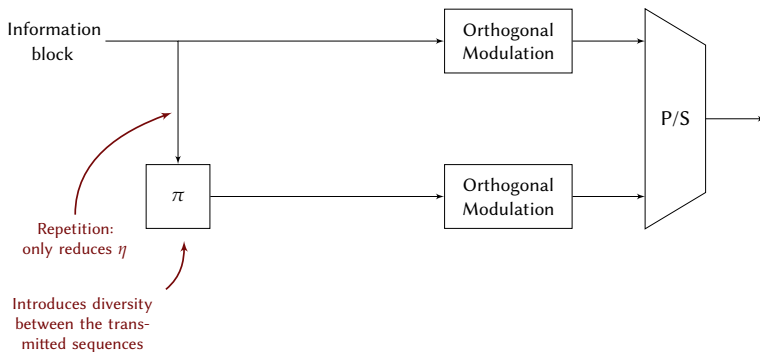 Information
block
Orthogonal
Modulation
P/S
π
Orthogonal
Modulation
Repetition:
only reduces η
Introduces diversity
between the trans-
mitted sequences